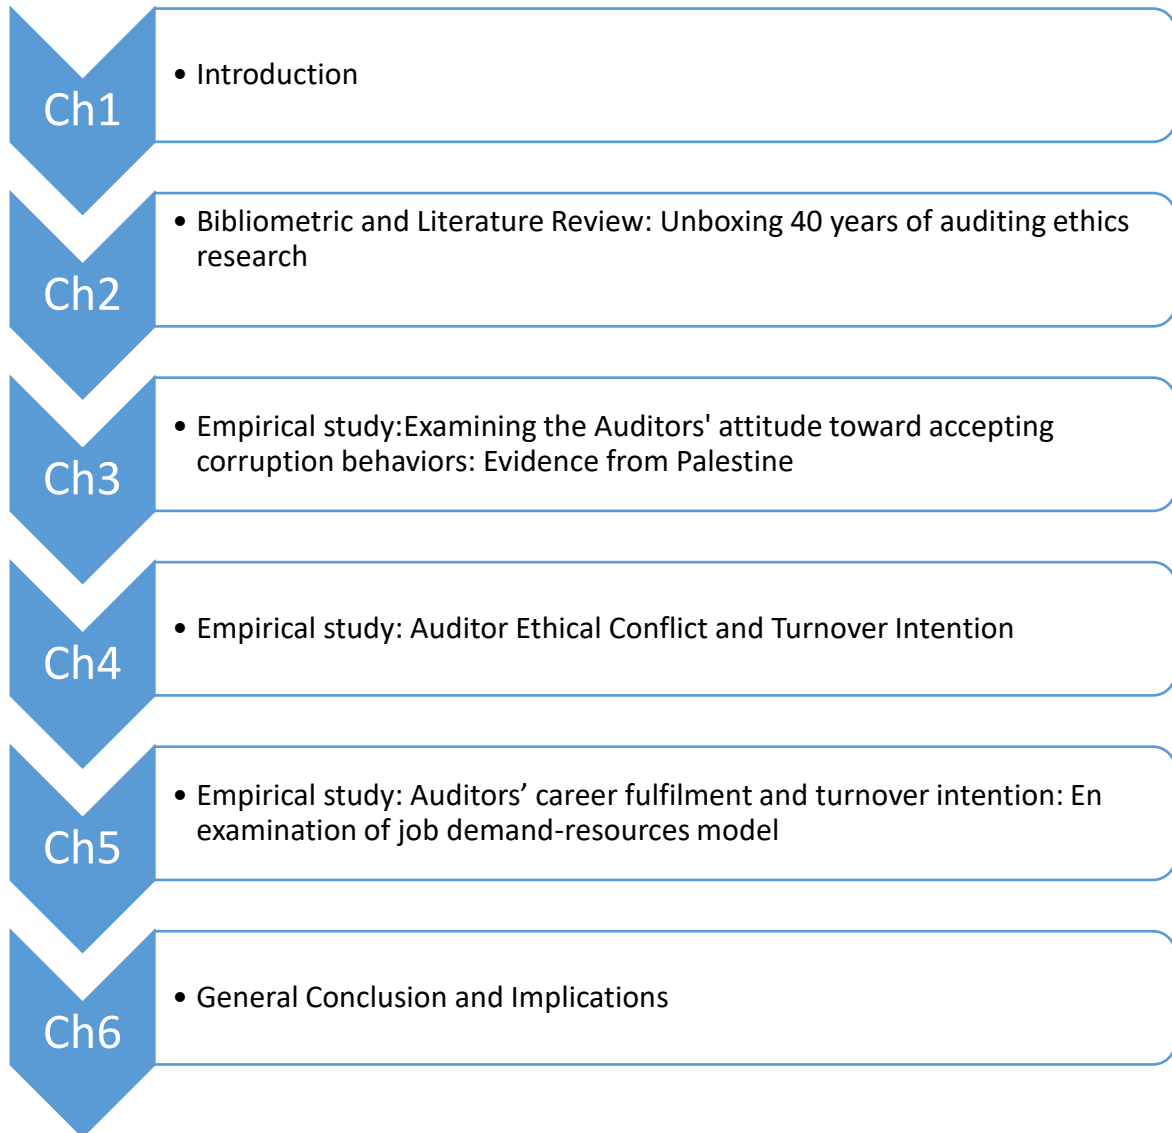 Ch1
• Introduction
Ch2
• Bibliometric and Literature Review: Unboxing 40 years of auditing ethics
research
Ch3
• Empirical study:Examining the Auditors' attitude toward accepting
corruption behaviors: Evidence from Palestine
Ch4
• Empirical study: Auditor Ethical Conflict and Turnover Intention
Ch5
• Empirical study: Auditors’ career fulfilment and turnover intention: En
examination of job demand-resources model
Ch6
• General Conclusion and Implications